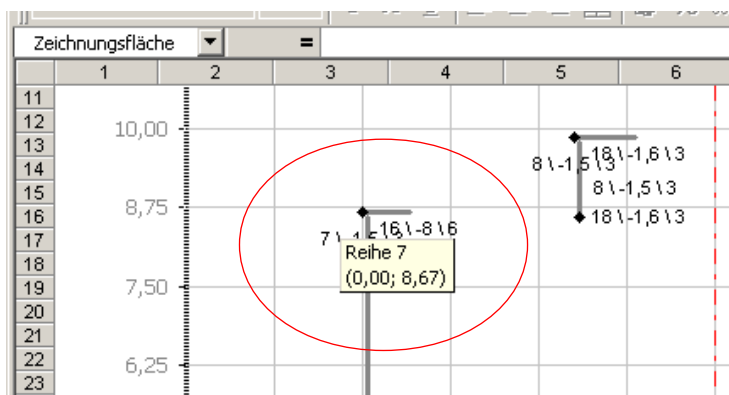 Zeichnungsfläche =
1 2 3 4 5 6
11
12
10,00
13
18 \-1,6 \3
14
8 \-1,5 \3
15
8 \-1,5 \3
8,75
16
18 \-1,6 \3
16 \-8 \6
17
Reihe 7
18
(0,00; 8,67)
19
7,50
20
21
22
6,25
23